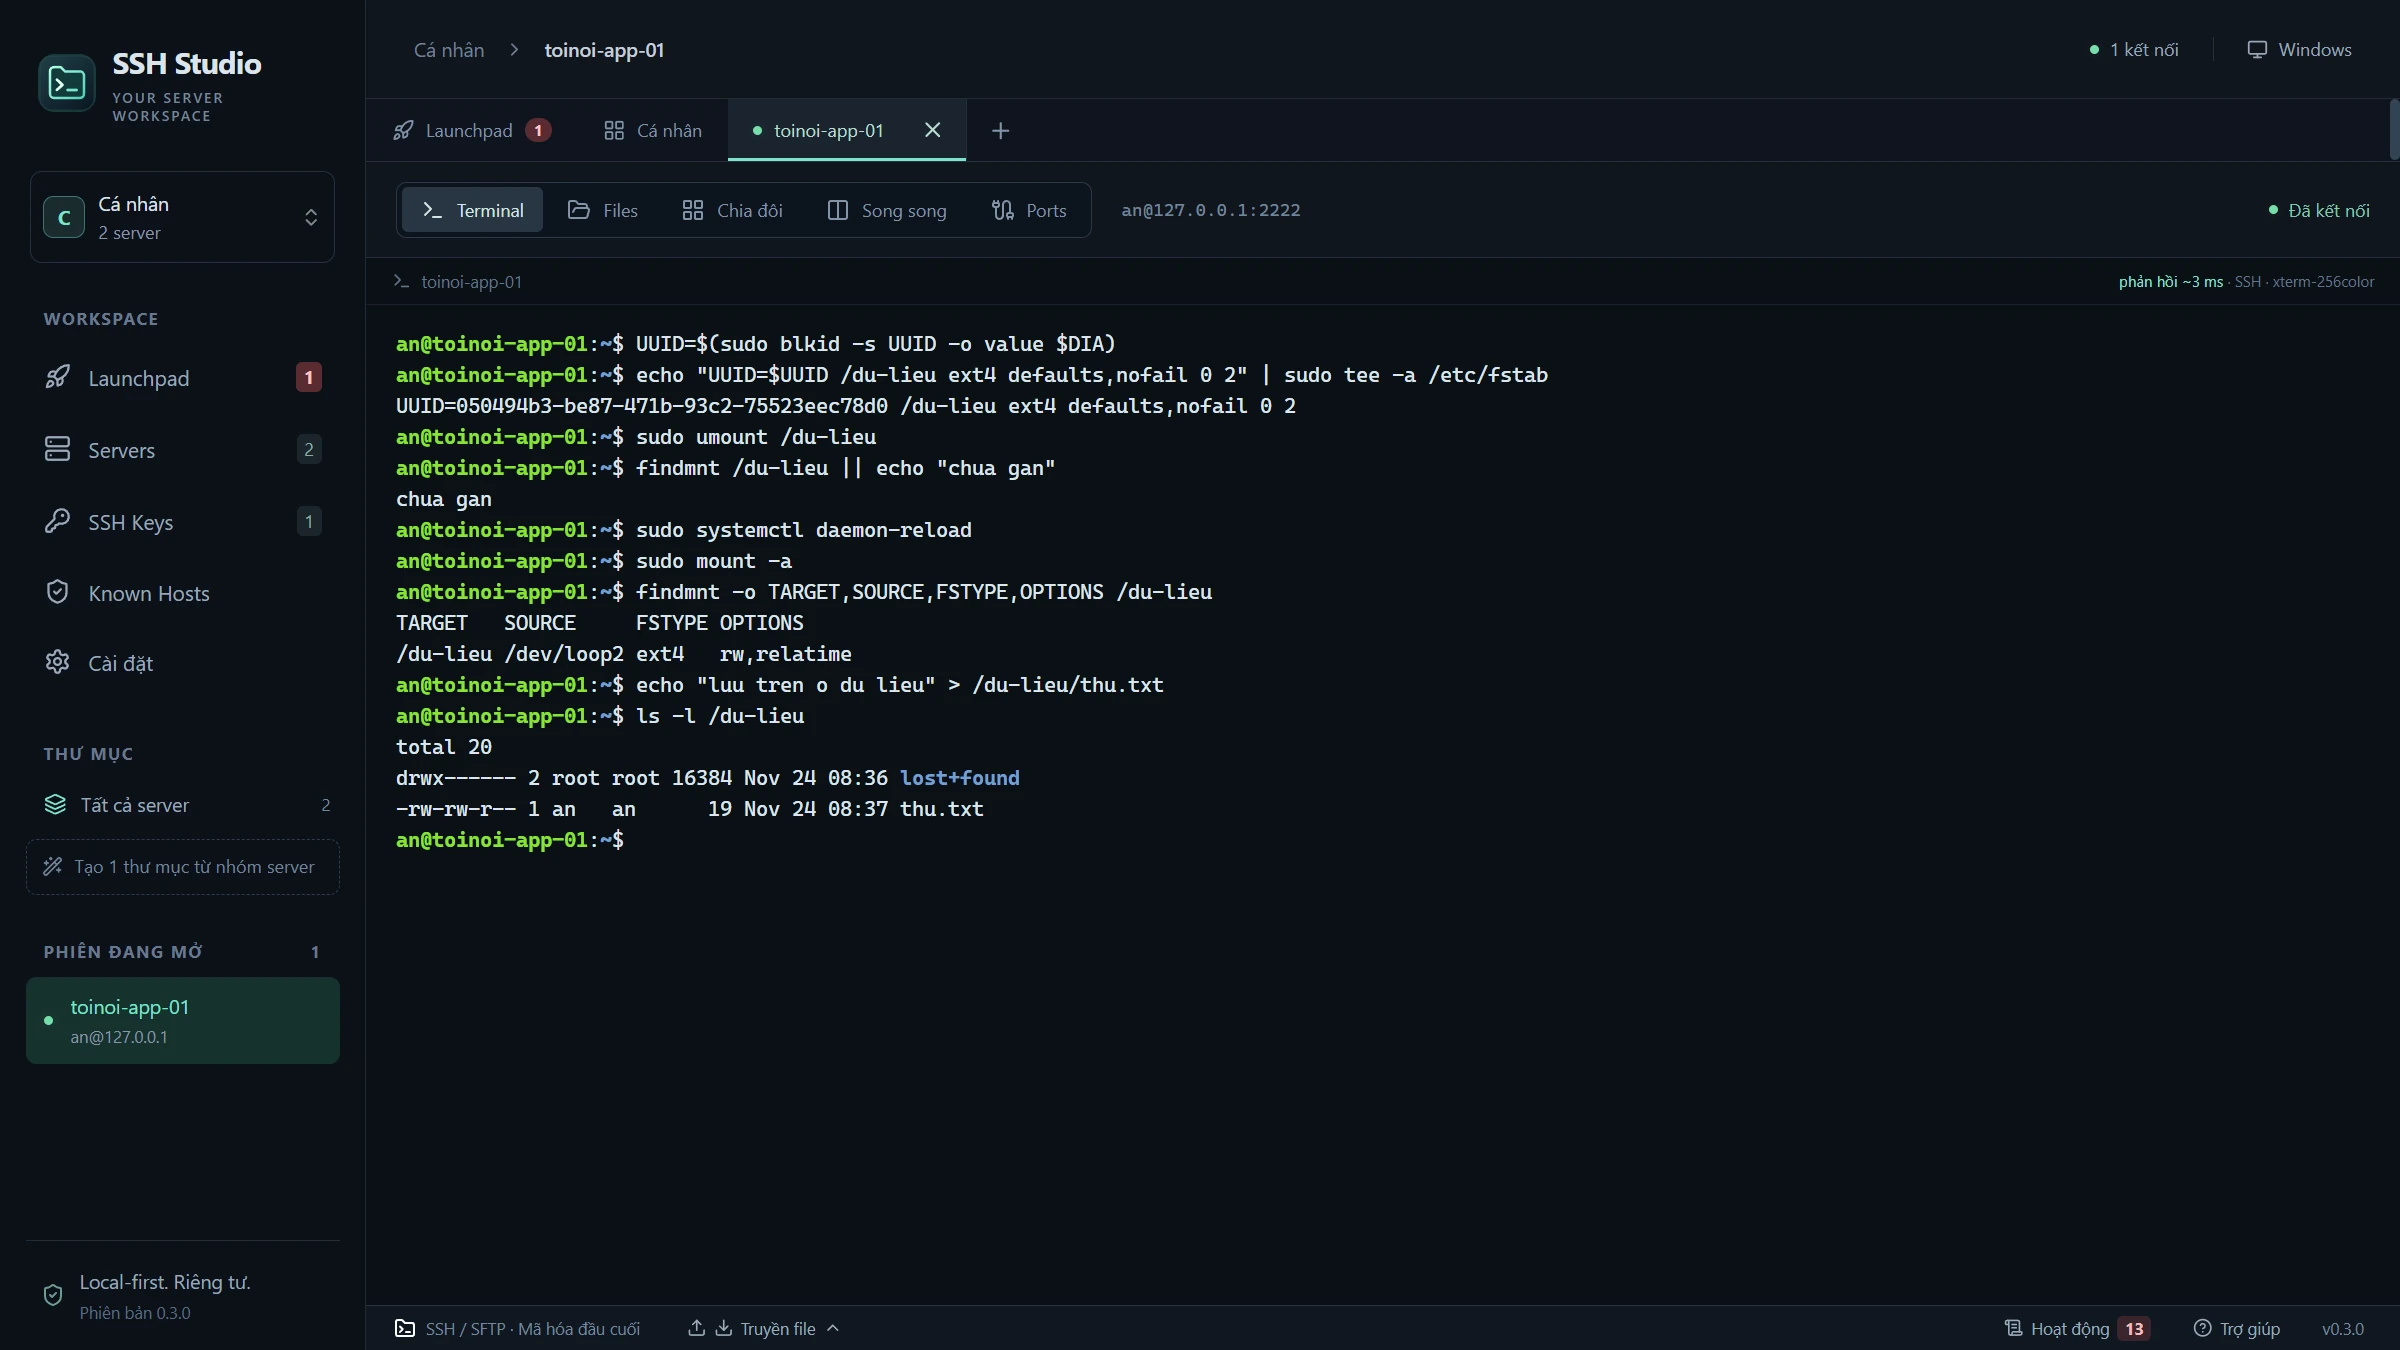 SSH Studio
YOUR SERVER
WORKSPACE
C
Cá nhân
2 server
WORKSPACE
Launchpad 1
Servers 2
SSH Keys 1
Known Hosts
Cài đặt
THƯ MỤC
Tất cả server 2
Tạo 1 thư mục từ nhóm server
PHIÊN ĐANG MỞ 1
toinoi-app-01
an@127.0.0.1
Local-first. Riêng tư.
Phiên bản 0.3.0
Cá nhân > toinoi-app-01
1 kết nối
Windows
Launchpad 1
Cá nhân
toinoi-app-01
Terminal
Files
Chia đôi
Song song
Ports
an@127.0.0.1:2222
Đã kết nối
toinoi-app-01
phản hồi ~3 ms · SSH · xterm-256color
an@toinoi-app-01:~$ UUID=$(sudo blkid -s UUID -o value $DIA)
an@toinoi-app-01:~$ echo "UUID=$UUID /du-lieu ext4 defaults,nofail 0 2" | sudo tee -a /etc/fstab
UUID=050494b3-be87-471b-93c2-75523eec78d0 /du-lieu ext4 defaults,nofail 0 2
an@toinoi-app-01:~$ sudo umount /du-lieu
an@toinoi-app-01:~$ findmnt /du-lieu || echo "chua gan"
chua gan
an@toinoi-app-01:~$ sudo systemctl daemon-reload
an@toinoi-app-01:~$ sudo mount -a
an@toinoi-app-01:~$ findmnt -o TARGET,SOURCE,FSTYPE,OPTIONS /du-lieu
TARGET   SOURCE     FSTYPE OPTIONS
/du-lieu /dev/loop2 ext4   rw,relatime
an@toinoi-app-01:~$ echo "luu tren o du lieu" > /du-lieu/thu.txt
an@toinoi-app-01:~$ ls -l /du-lieu
total 20
drwx------ 2 root root 16384 Nov 24 08:36 lost+found
-rw-rw-r-- 1 an   an      19 Nov 24 08:37 thu.txt
an@toinoi-app-01:~$
SSH / SFTP · Mã hóa đầu cuối
Truyền file
Hoạt động 13
Trợ giúp
v0.3.0